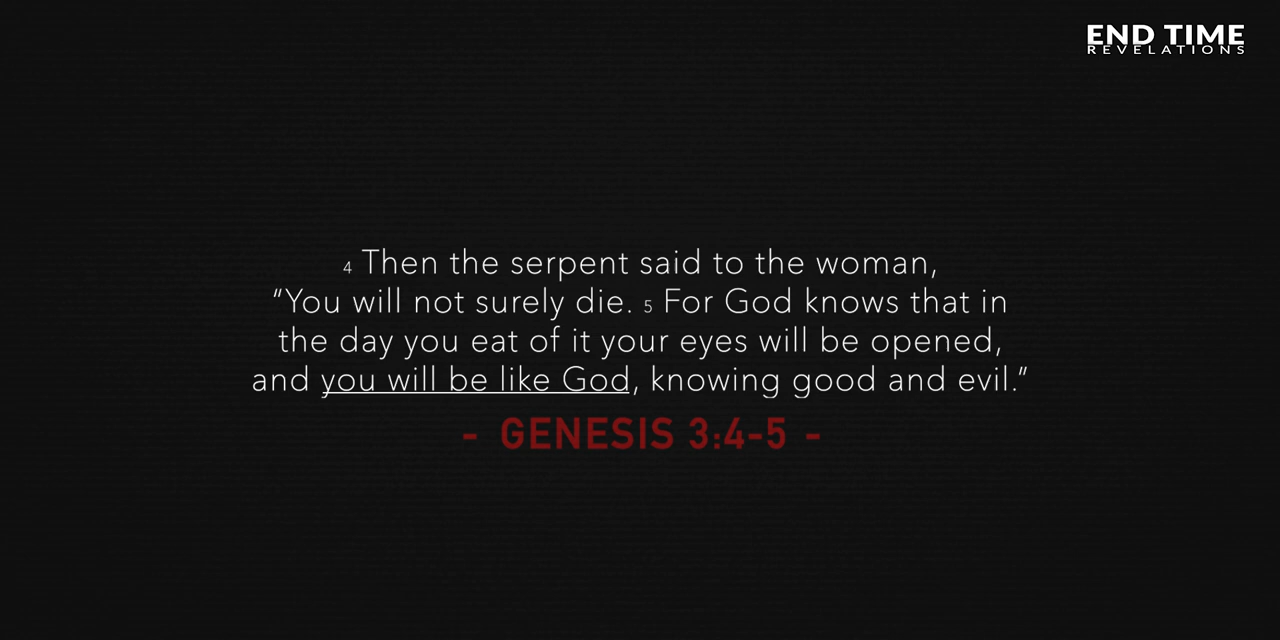 END TIME
REVELATIONS
4 Then the serpent said to the woman,
“You will not surely die. 5 For God knows that in
the day you eat of it your eyes will be opened,
and you will be like God, knowing good and evil.”
- GENESIS 3:4-5 -